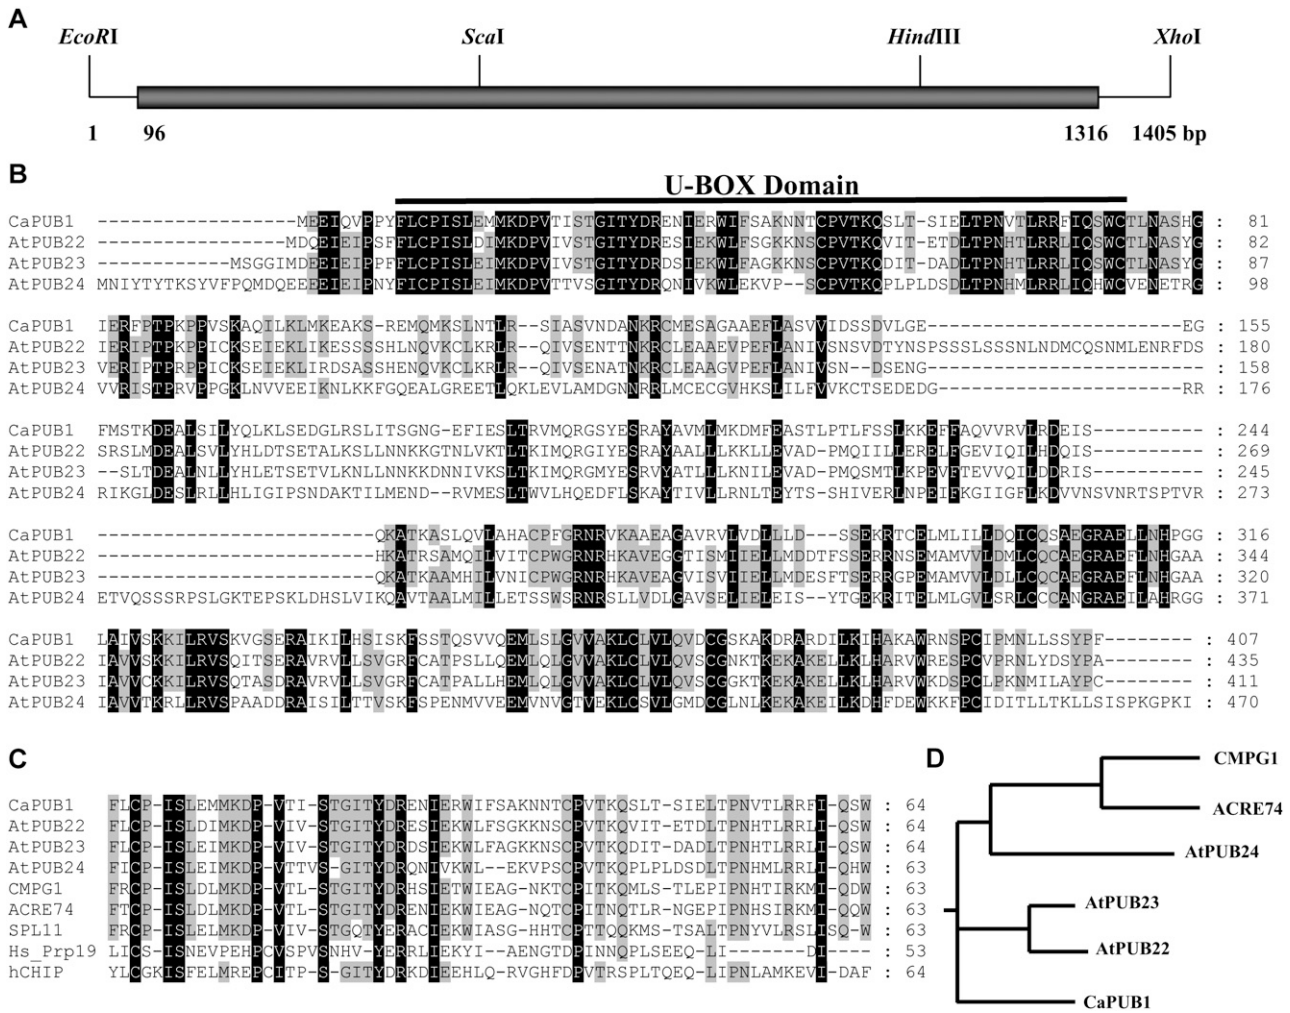 A
EcoRI ScaI HindIII XhoI
1 96 1316 1405 bp
B
U-BOX Domain
CaPUB1 -------------------MEEIQVPPYFLCPISLEMMKDPVTISTGITYDRENIERWIFSAKNNTCPVTKQSLT-SIELTPNVTLRRFIQSWCTLNASHG : 81
AtPUB22 ------------------MDQEIEIPSFFLCPISLDIMKDPVIVSTGITYDRESIEKWLFSGKKNSCPVTKQVIT-ETDLTPNHTLRRLIQSWCTLNASYG : 82
AtPUB23 -------------MSGGIMDEEIEIPPFFLCPISLEIMKDPVIVSTGITYDRDSIEKWLFAGKKNSCPVTKQDIT-DADLTPNHTLRRLIQSWCTLNASYG : 87
AtPUB24 MNIYTYTKSYVFPQMDQEEEIEIPNYFICPISLEIMKDPVTTVSGITYDRQNIVKWLEKVP--SCPVTKQPLPLDSDLTPNHMLRRLIQHWCVENETRG : 98
CaPUB1 IERFPTPKPPVSKAQILKLMKEAKS-REMQMKSLNTLR--SIASVNDANKRCMESAGAAEFLASVVIDSSDVLGE-----------------------EG : 155
AtPUB22 IERIPTPKPPICKSEIEKLIKESSSSHLNQVKCLKRLR--QIVSENTTNKRCLEAAEVPEFLANIVSNSVDTYNSPSSSLSSSNLNDMCQSNMLENRFDS : 180
AtPUB23 VERIPTPRPPICKSEIEKLIRDSASSHENQVKCLKRLR--QIVSENATNKRCLEAAGVPEFLANIVSN--DSENG------------------------- : 158
AtPUB24 VVRISTPRVPPGKLNVVEEIKNLKKFGQEALGREETLQKLEVLAMDGNNRRLMCECGVHKSLILFVVKCTSEDEDG----------------------RR : 176
CaPUB1 FMSTKDEALSILYQLKLSEDGLRSLITSGNG-EFIESLTRVMQRGSYESRAYAVMLMKDMFEASTLPTLFSSLKKEFFAQVVRVLRDEIS---------- : 244
AtPUB22 SRSLMDEALSVLYHLDTSETALKSLLNNKKGTNLVKTLTKIMQRGIYESRAYAALLLKKLLEVAD-PMQIILLERELFGEVIQILHDQIS---------- : 269
AtPUB23 --SLTDEALNLLYHLETSETVLKNLLNNKKDNNIVKSLTKIMQRGMYESRVYATLLLKNILEVAD-PMQSMTLKPEVFTEVVQILDDRIS---------- : 245
AtPUB24 RIKGLDESLRLLHLIGIPSNDAKTILMEND--RVMESLTWVLHQEDFLSKAYTIVLLRNLTEYTS-SHIVERLNPEIFKGIIGFLKDVVNSVNRTSPTVR : 273
CaPUB1 -------------------------QKATKASLQVLAHACPFGRNRVKAAEAGAVRVLVDLLLD---SSEKRTCELMLILLDQICQSAEGRAELLNHPGG : 316
AtPUB22 -------------------------HKATRSAMQILVITCPWGRNRHKAVEGGTISMIIELLMDDTFSSERRNSEMAMVVLDMLCQCAEGRAELLNHGAA : 344
AtPUB23 -------------------------QKATKAAMHILVNICPWGRNRHKAVEAGVISVIIELLMDESFTSERRGPEMAMVVLDLLCQCAEGRAEFLNHGAA : 320
AtPUB24 ETVQSSSRPSLGKTEPSKLDHSLVIKQAVTAALMILLETSSWSRNRSLLVDLGAVSELIELEIS--YTGEKRITELMLGVLSRLCCCANGRAEILAHRGG : 371
CaPUB1 LAIVSKKILRVSKVGSERAIKILHSISKFSSTQSVVQEMLSLGVVAKLCLVLQVDCGSKAKDRARDILKIHAKAWRNSPCIPMNLLSSYPF-------- : 407
AtPUB22 IAVVSKKILRVSQITSERAVRVLLSVGRFCATPSLLQEMLQLGVVAKLCLVLQVSCGNKTKEKAKELLKLHARVWRESPCVPRNLYDSYPA-------- : 435
AtPUB23 IAVVCKKILRVSQTASDRAVRVLLSVGRFCATPALLHEMLQLGVVAKLCLVLQVSCGGKTKEKAKELLKLHARVWKDSPCLPKNMILAYPC-------- : 411
AtPUB24 IAVVTKRLLRVSPAADDRAISILTTVSKFSPENMVVEEMVNVGTVEKLCSVLGMDCGLNLKEKAKEILKDHFDEWKKFPCIDITLLTKLLSISPKGPKI : 470
C
CaPUB1 FLCP-ISLEMMKDP-VTI-STGITYDRENIERWIFSAKNNTCPVTKQSLT-SIELTPNVTLRRFI-QSW : 64
AtPUB22 FLCP-ISLDIMKDP-VIV-STGITYDRESIEKWLFSGKKNSCPVTKQVIT-ETDLTPNHTLRRLI-QSW : 64
AtPUB23 FLCP-ISLEIMKDP-VIV-STGITYDRDSIEKWLFAGKKNSCPVTKQDIT-DADLTPNHTLRRLI-QSW : 64
AtPUB24 FICP-ISLEIMKDP-VTTVS-GITYDRQNIVKWL--EKVPSCPVTKQPLPLDSDLTPNHMLRRLI-QHW : 63
CMPG1 FRCP-ISLDLMKDP-VTL-STGITYDRHSIETWIEAG-NKTCPITKQMLS-TLEPIPNHTIRKMI-QDW : 63
ACRE74 FTCP-ISLDLMKDP-VTL-STGITYDRENIEKWIEAG-NQTCPITNQTLR-NGEPIPNHSIRKMI-QQW : 63
SPL11 FRCP-ISLELMKDP-VIV-STGQTYERACIEKWIASG-HHTCPTTQQKMS-TSALTPNYVLRSLISQ-W : 63
Hs_Prp19 LICS-ISNEVPEHPCVSPVSNHV-YERRLIEKYI--AENGTDPINNQPLSEEQ-LI--------DI--- : 53
hCHIP YLCGKISFELMREPCITP-S-GITYDRKDIEEHLQ-RVGHFDPVTRSPLTQEQ-LIPNLAMKEVI-DAF : 64
D
CMPG1
ACRE74
AtPUB24
AtPUB23
AtPUB22
CaPUB1